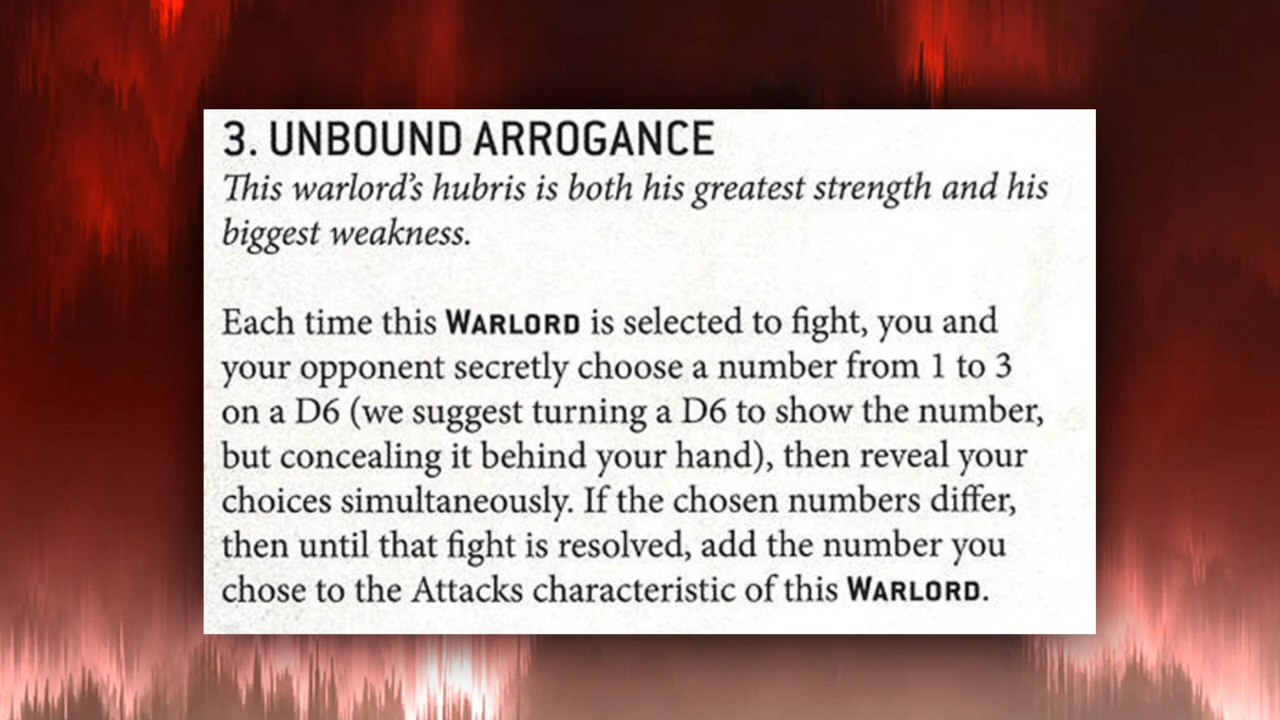 3. UNBOUND ARROGANCE
This warlord's hubris is both his greatest strength and his
biggest weakness.
Each time this WARLORD is selected to fight, you and
your opponent secretly choose a number from 1 to 3
on a D6 (we suggest turning a D6 to show the number,
but concealing it behind your hand), then reveal your
choices simultaneously. If the chosen numbers differ,
then until that fight is resolved, add the number you
chose to the Attacks characteristic of this WARLORD.